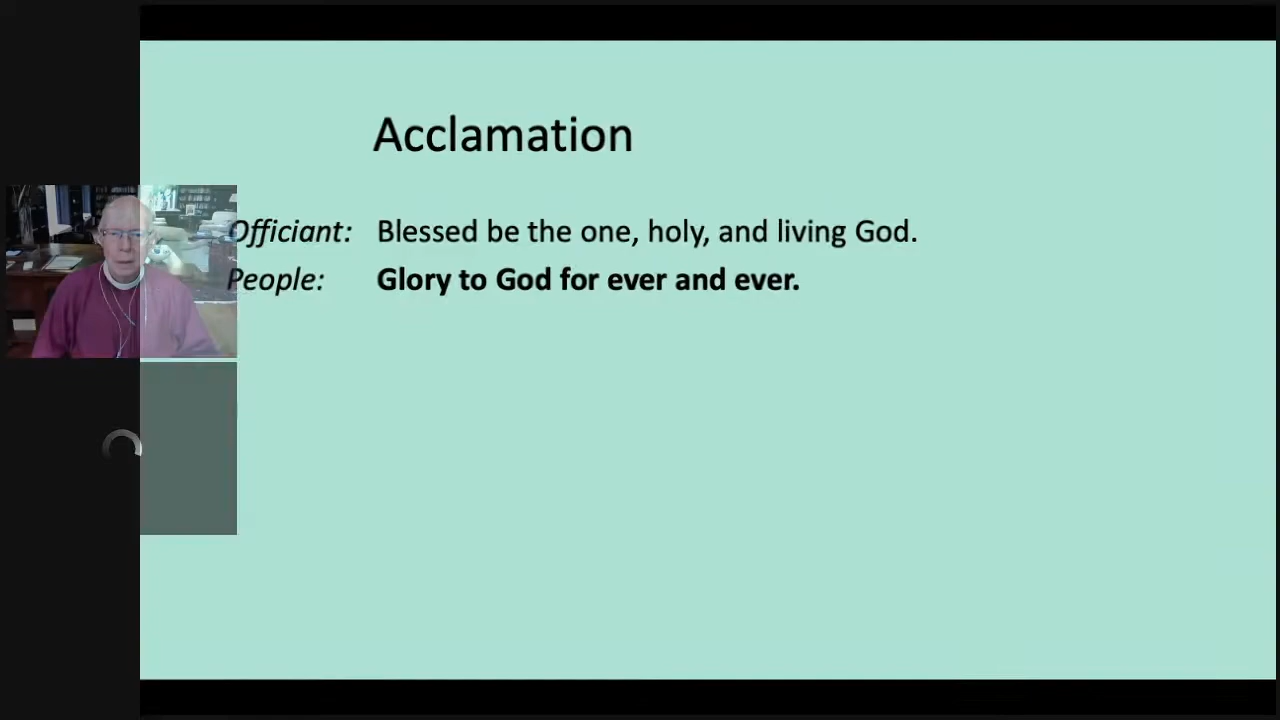 Acclamation
Officiant: Blessed be the one, holy, and living God.
People: Glory to God for ever and ever.